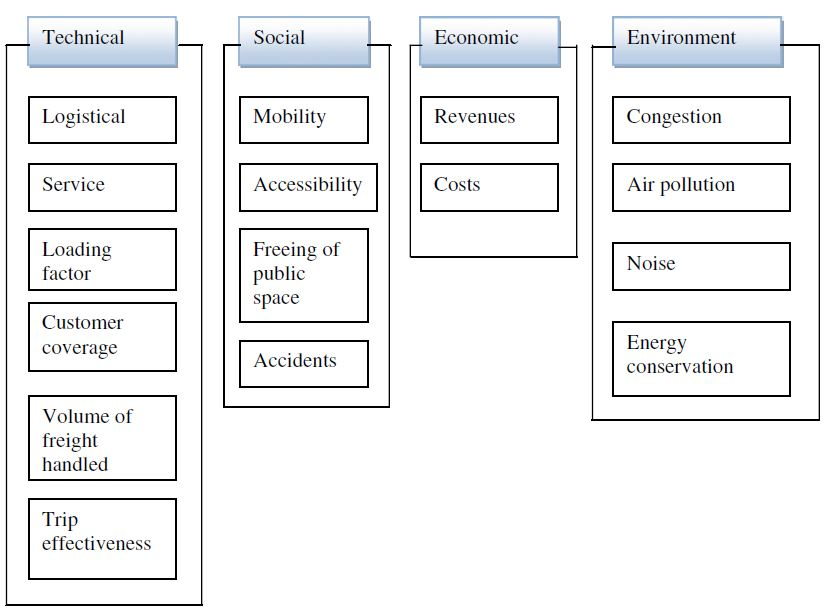 Technical
Logistical
Service
Loading
factor
Customer
coverage
Volume of
freight
handled
Trip
effectiveness
Social
Mobility
Accessibility
Freeing of
public
space
Accidents
Economic
Revenues
Costs
Environment
Congestion
Air pollution
Noise
Energy
conservation